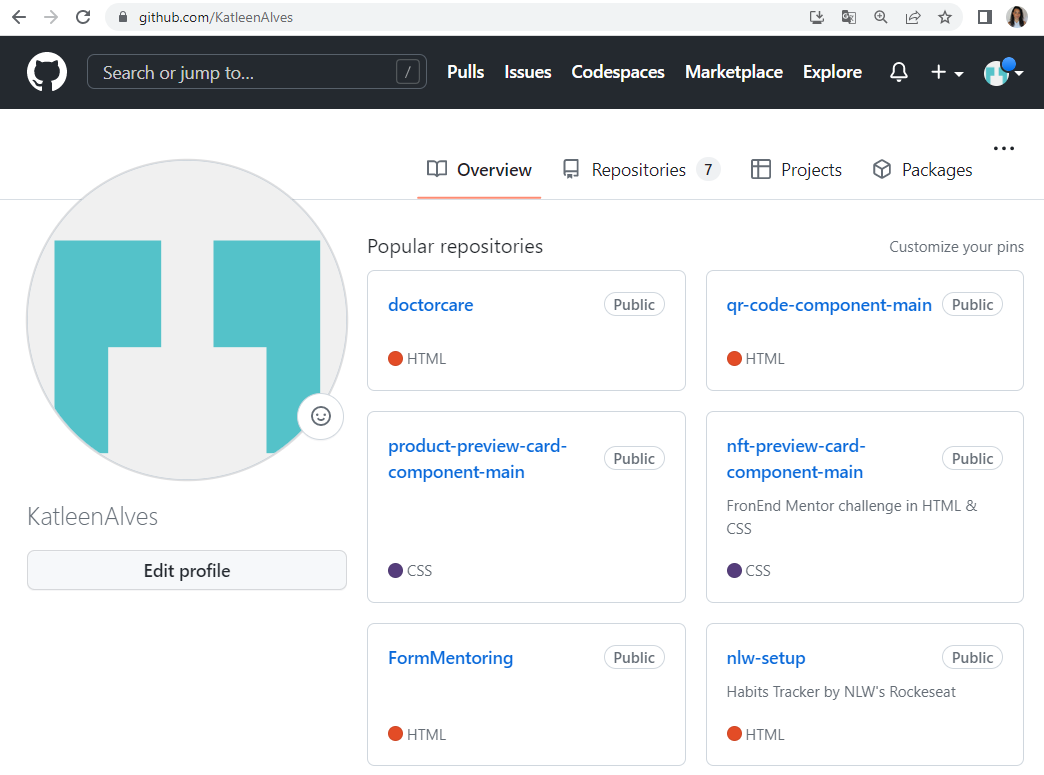 github.com/KatleenAlves
Search or jump to... /
Pulls Issues Codespaces Marketplace Explore
Overview Repositories 7 Projects Packages
Popular repositories
Customize your pins
doctorcare Public
HTML
qr-code-component-main Public
HTML
product-preview-card-
component-main
Public
CSS
nft-preview-card-
component-main
Public
FronEnd Mentor challenge in HTML &
CSS
CSS
KatleenAlves
Edit profile
FormMentoring Public
HTML
nlw-setup Public
Habits Tracker by NLW's Rockeseat
HTML